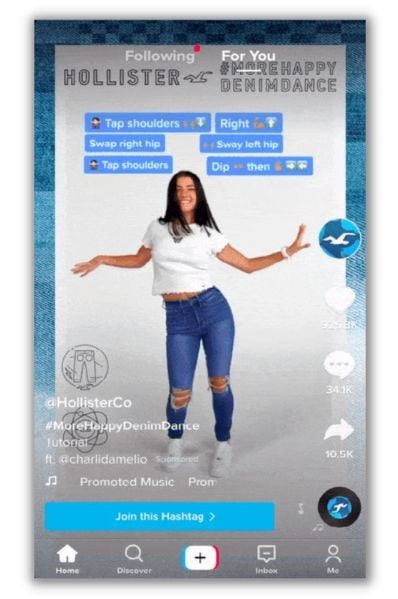 Following For You
HOLLISTER #MOREHAPPY
DENIMDANCE
Tap shoulders Right
Swap right hip Sway left hip
Tap shoulders Dip then
34.1K
@HollisterCo
#MoreHappyDenimDance
Tutorial
ft. @charlidamelio Sponsored
10.5K
Promoted Music Prom
Join this Hashtag >
Home Discover Inbox Me